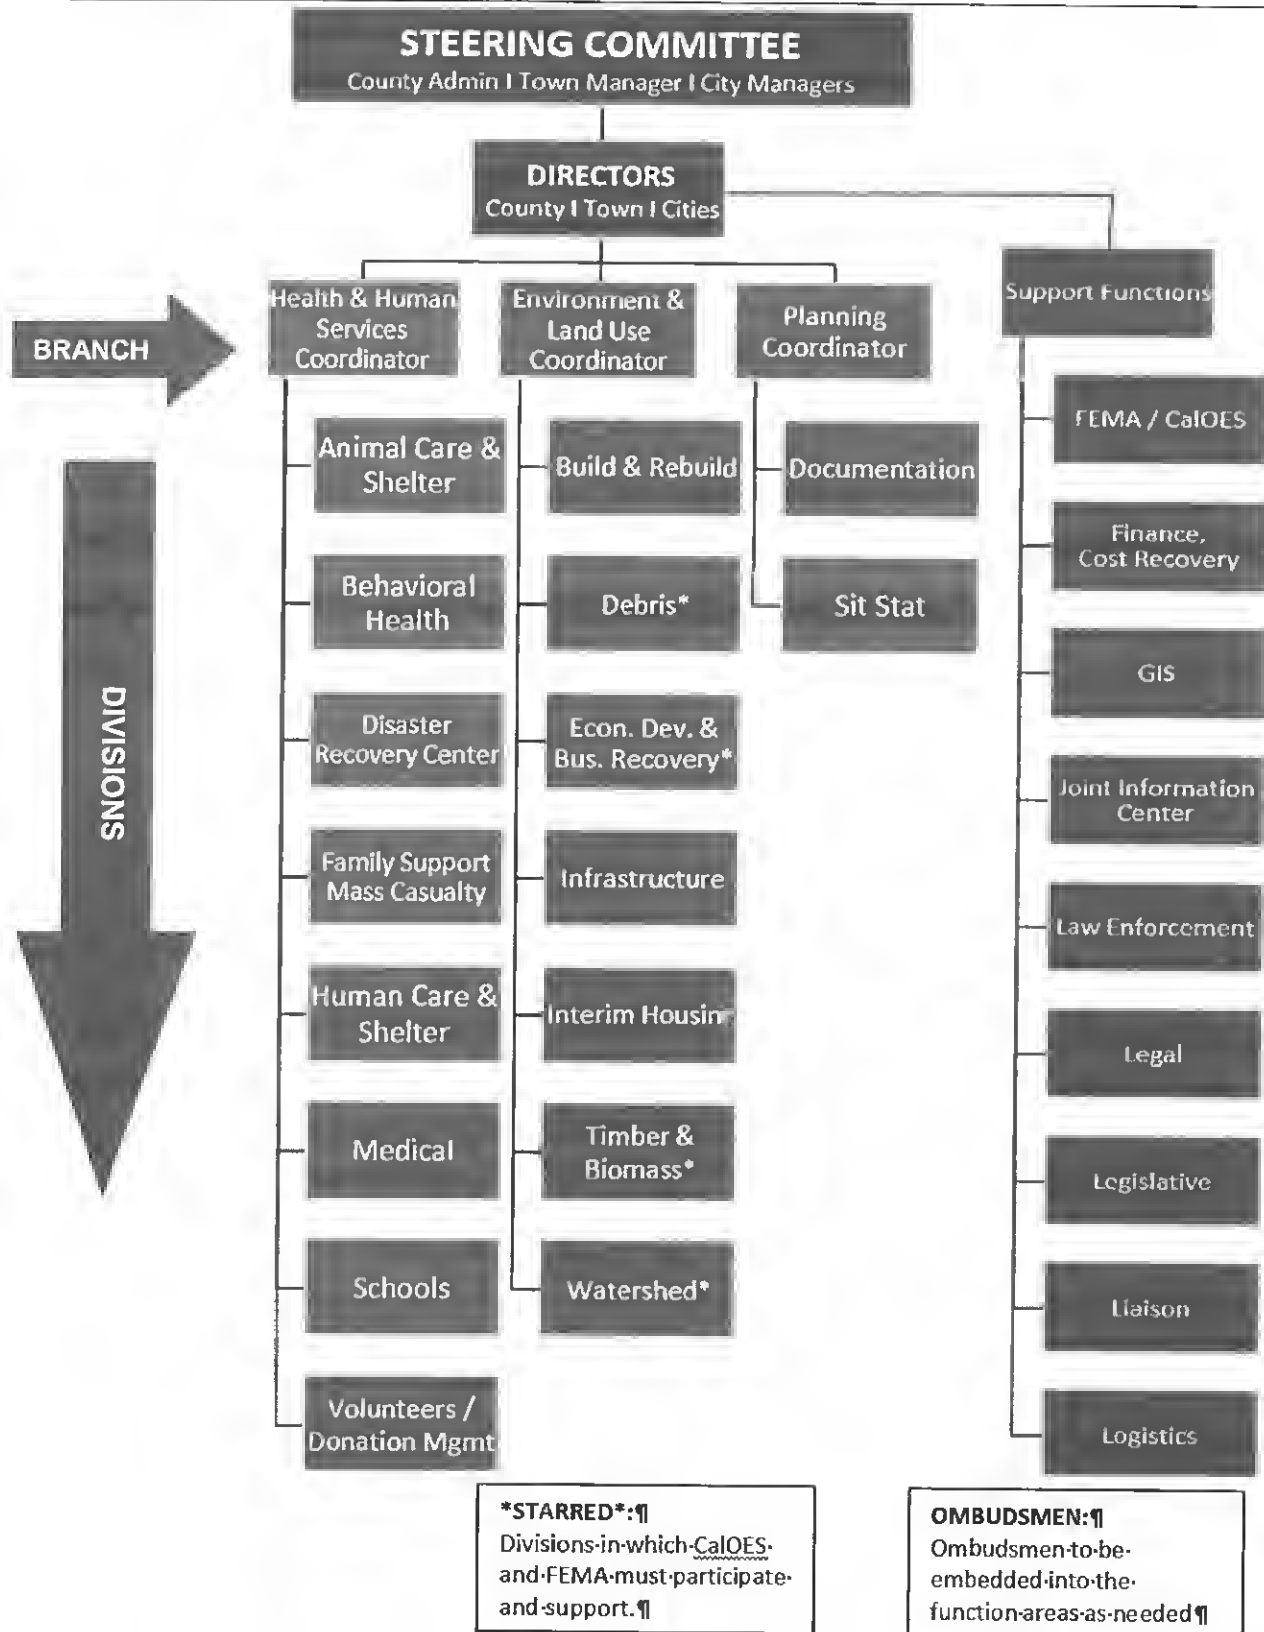 STEERING COMMITTEE
County Admin I Town Manager I City Managers
DIRECTORS
County I Town I Cities
BRANCH
Health & Human
Services
Coordinator
Environment &
Land Use
Coordinator
Planning
Coordinator
Support Functions
DIVISIONS
Animal Care &
Shelter
Behavioral
Health
Disaster
Recovery Center
Family Support
Mass Casualty
Human Care &
Shelter
Medical
Schools
Volunteers /
Donation Mgmt
Build & Rebuild
Debris*
Econ. Dev. &
Bus. Recovery*
Infrastructure
Interim Housing
Timber &
Biomass*
Watershed*
Documentation
Sit Stat
FEMA / CalOES
Finance,
Cost Recovery
GIS
Joint Information
Center
Law Enforcement
Legal
Legislative
Liaison
Logistics
*STARRED*:¶
Divisions·in·which·CalOES·
and·FEMA·must·participate·
and·support.¶
OMBUDSMEN:¶
Ombudsmen·to·be·
embedded·into·the·
function·areas·as·needed¶